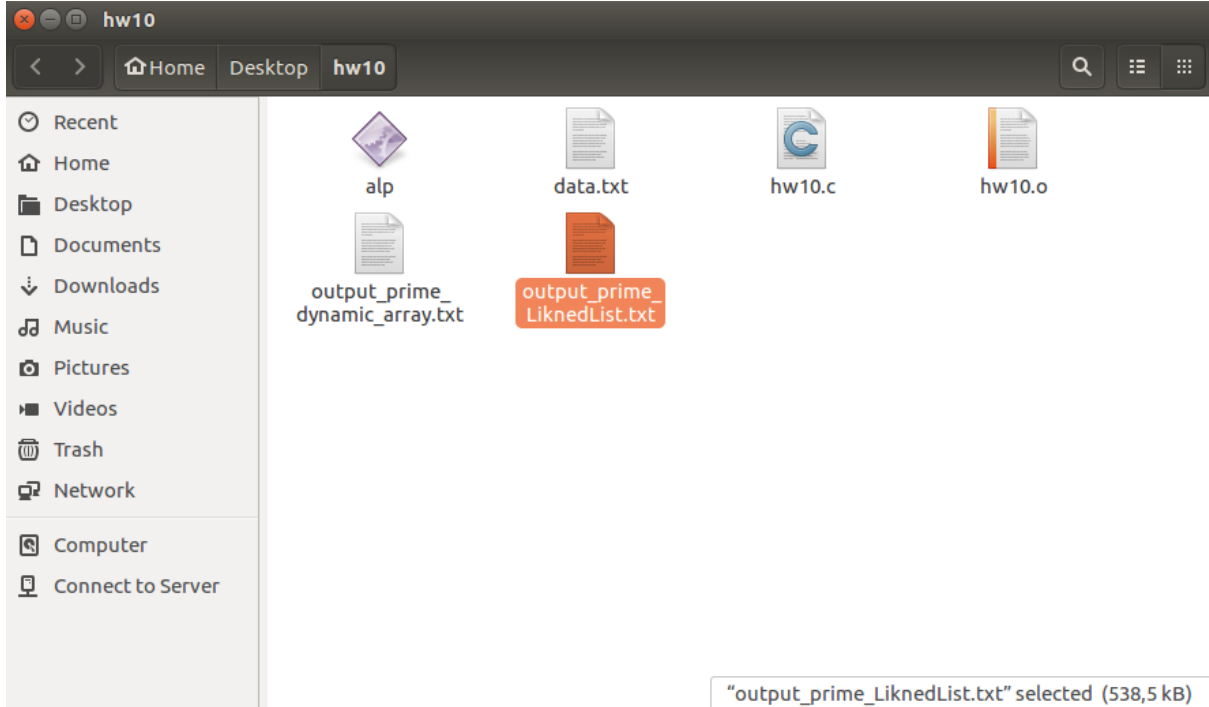 hw10
Home Desktop hw10
Recent
Home
Desktop
Documents
Downloads
Music
Pictures
Videos
Trash
Network
Computer
Connect to Server
alp
data.txt
hw10.c
hw10.o
output_prime_
dynamic_array.txt
output_prime_
LiknedList.txt
“output_prime_LiknedList.txt” selected (538,5 kB)